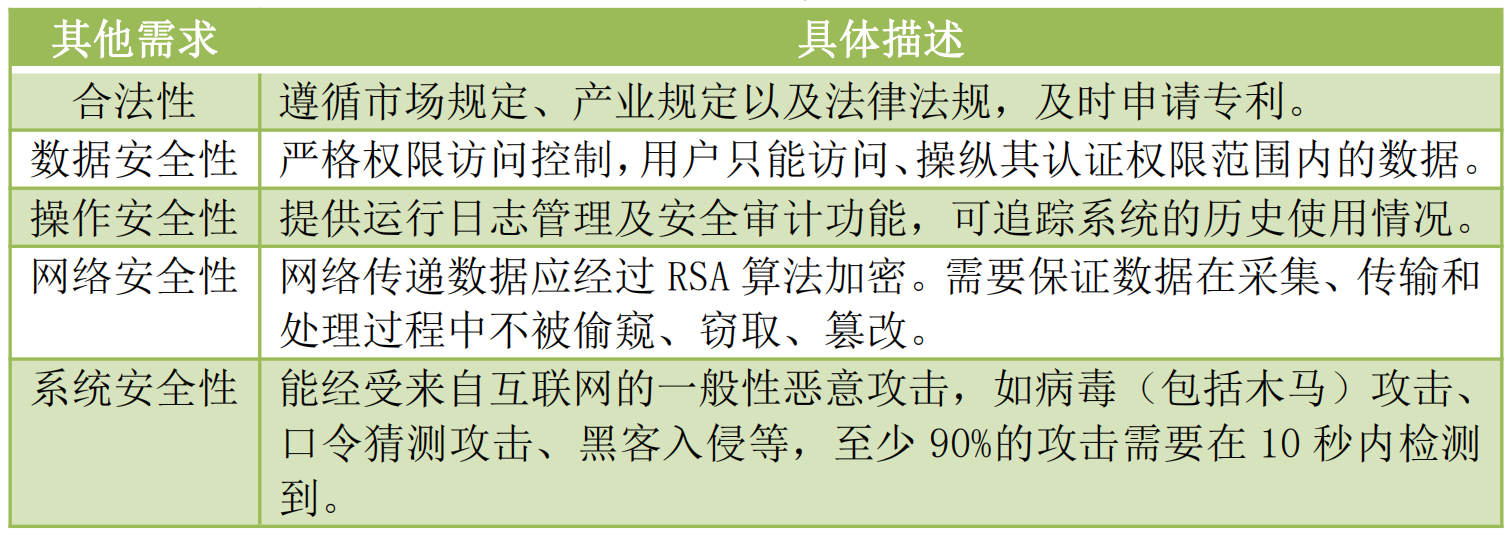 其他需求 具体描述
合法性 遵循市场规定、产业规定以及法律法规，及时申请专利。
数据安全性 严格权限访问控制，用户只能访问、操纵其认证权限范围内的数据。
操作安全性 提供运行日志管理及安全审计功能，可追踪系统的历史使用情况。
网络安全性 网络传递数据应经过 RSA 算法加密。需要保证数据在采集、传输和
处理过程中不被偷窥、窃取、篡改。
系统安全性 能经受来自互联网的一般性恶意攻击，如病毒（包括木马）攻击、
口令猜测攻击、黑客入侵等，至少 90%的攻击需要在 10 秒内检测
到。